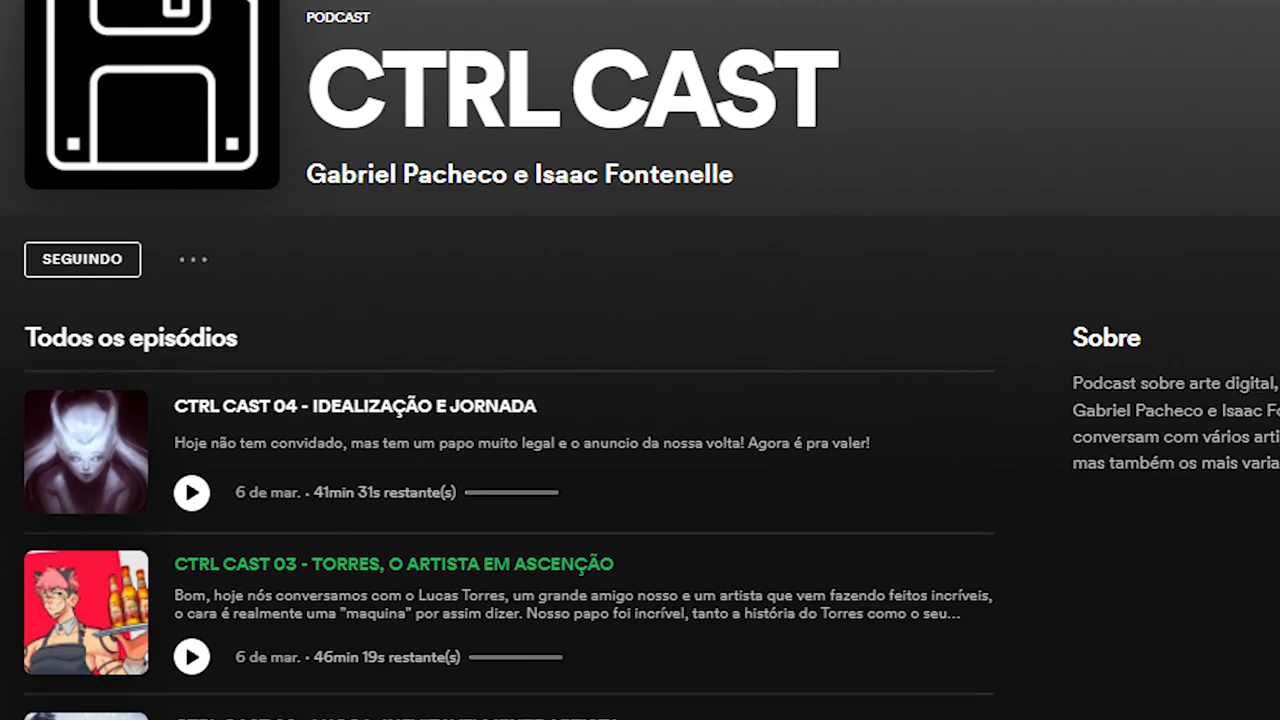 PODCAST
CTRL CAST
Gabriel Pacheco e Isaac Fontenelle
SEGUINDO
Todos os episódios
Sobre
Podcast sobre arte digital,
Gabriel Pacheco e Isaac Fo
conversam com vários arti
mas também os mais varia
CTRL CAST 04 - IDEALIZAÇÃO E JORNADA
Hoje não tem convidado, mas tem um papo muito legal e o anuncio da nossa volta! Agora é pra valer!
6 de mar. · 41min 31s restante(s)
CTRL CAST 03 - TORRES, O ARTISTA EM ASCENÇÃO
Bom, hoje nós conversamos com o Lucas Torres, um grande amigo nosso e um artista que vem fazendo feitos incríveis,
o cara é realmente uma "maquina" por assim dizer. Nosso papo foi incrível, tanto a história do Torres como o seu...
6 de mar. · 46min 19s restante(s)